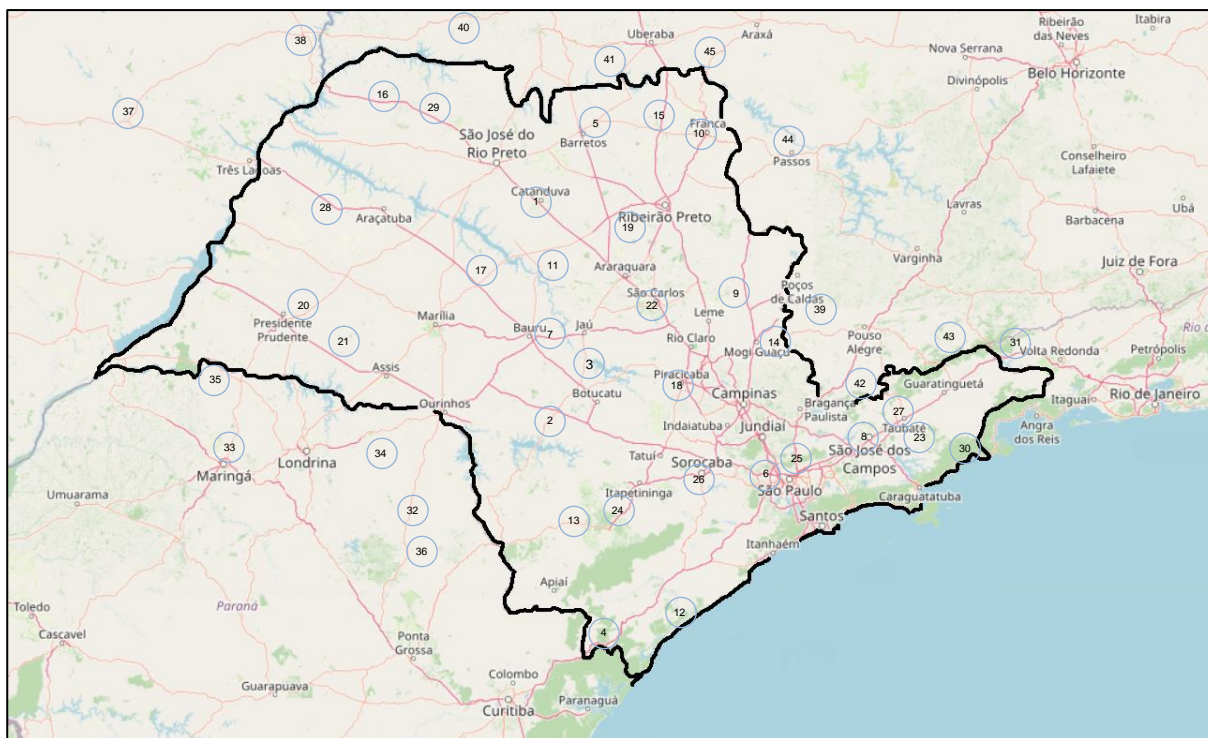 Ribeirão
das Neves
Itabira
38
40
Uberaba
Araxá
45
41
Nova Serrana
Belo Horizonte
Divinópolis
16
29
37
5
15
Franca
10
São José do
Rio Preto
Barretos
44
Passos
Conselheiro
Lafaiete
Três Lagoas
Catanduva
1
28
Araçatuba
Ribeirão Preto
19
Lavras
Barbacena
Ubá
11
17
Araraquara
Varginha
Juiz de Fora
Poços
de Caldas
9
São Carlos
22
20
Presidente
Prudente
Marília
Bauru
7
Jaú
Leme
39
Pouso
Alegre
43
31
21
Rio Claro
14
Mogi Guaçu
Volta Redonda
Rio d
Petrópolis
3
Assis
35
Piracicaba
18
Campinas
42
Guaratinguetá
Botucatu
Itaguaí
Rio de Janeiro
Ourinhos
Bragança
Paulista
27
Taubaté
Angra
dos Reis
2
Indaiatuba
Jundiaí
8
23
São José dos
Campos
30
33
Maringá
Londrina
34
Tatuí
Sorocaba
26
25
6
São Paulo
Umuarama
Itapetininga
Caraguatatuba
32
13
24
Santos
36
Itanhaém
Apiaí
Toledo
Paraná
12
Cascavel
4
Ponta
Grossa
Colombo
Guarapuava
Curitiba
Paranaguá